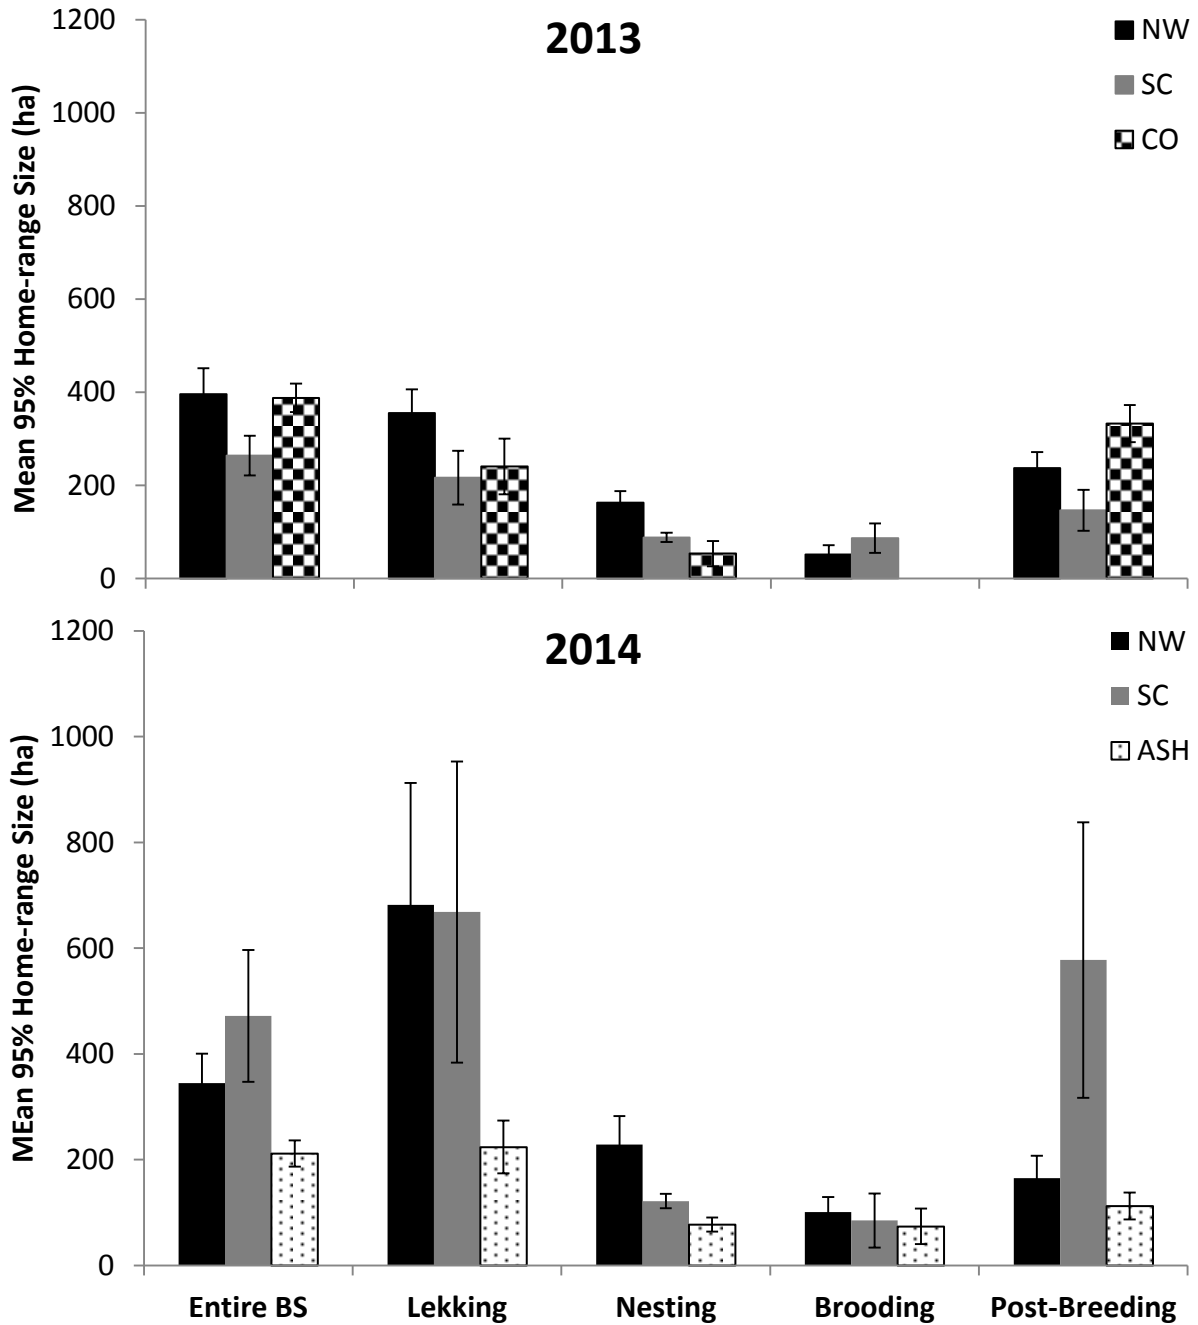 2013
Mean 95% Home-range Size (ha)
1200
1000
800
600
400
200
0
NW
SC
CO
2014
MEan 95% Home-range Size (ha)
1200
1000
800
600
400
200
0
NW
SC
ASH
Entire BS Lekking Nesting Brooding Post-Breeding